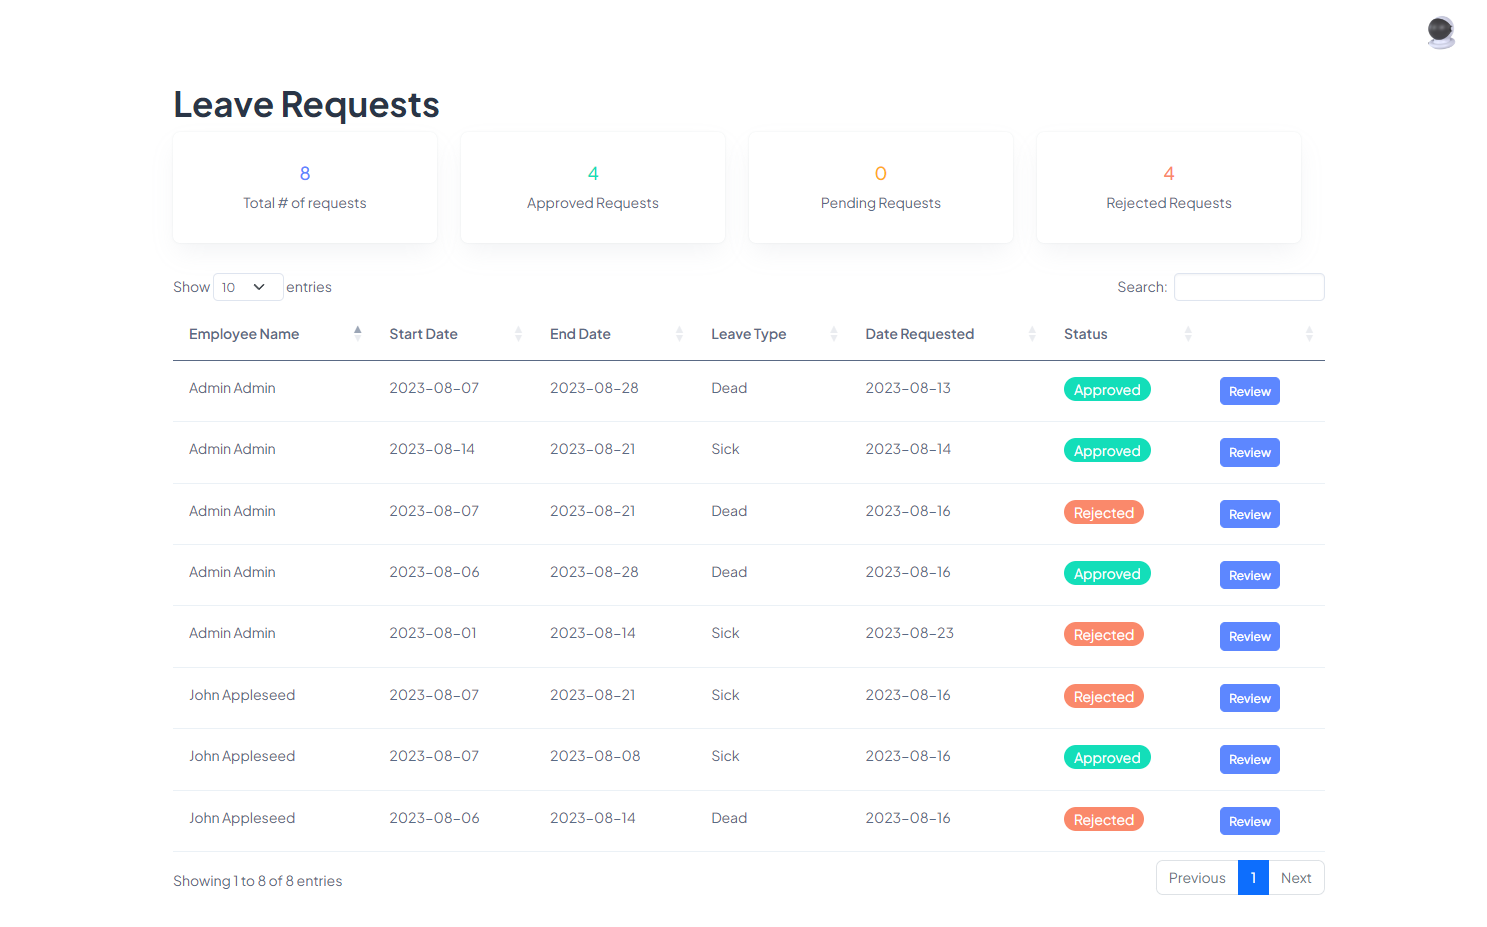 Leave Requests
8 4 0 4
Total # of requests Approved Requests Pending Requests Rejected Requests
Show 10 entries Search:
Employee Name Start Date End Date Leave Type Date Requested Status
Admin Admin 2023-08-07 2023-08-28 Dead 2023-08-13 Approved Review
Admin Admin 2023-08-14 2023-08-21 Sick 2023-08-14 Approved Review
Admin Admin 2023-08-07 2023-08-21 Dead 2023-08-16 Rejected Review
Admin Admin 2023-08-06 2023-08-28 Dead 2023-08-16 Approved Review
Admin Admin 2023-08-01 2023-08-14 Sick 2023-08-23 Rejected Review
John Appleseed 2023-08-07 2023-08-21 Sick 2023-08-16 Rejected Review
John Appleseed 2023-08-07 2023-08-08 Sick 2023-08-16 Approved Review
John Appleseed 2023-08-06 2023-08-14 Dead 2023-08-16 Rejected Review
Showing 1 to 8 of 8 entries Previous 1 Next